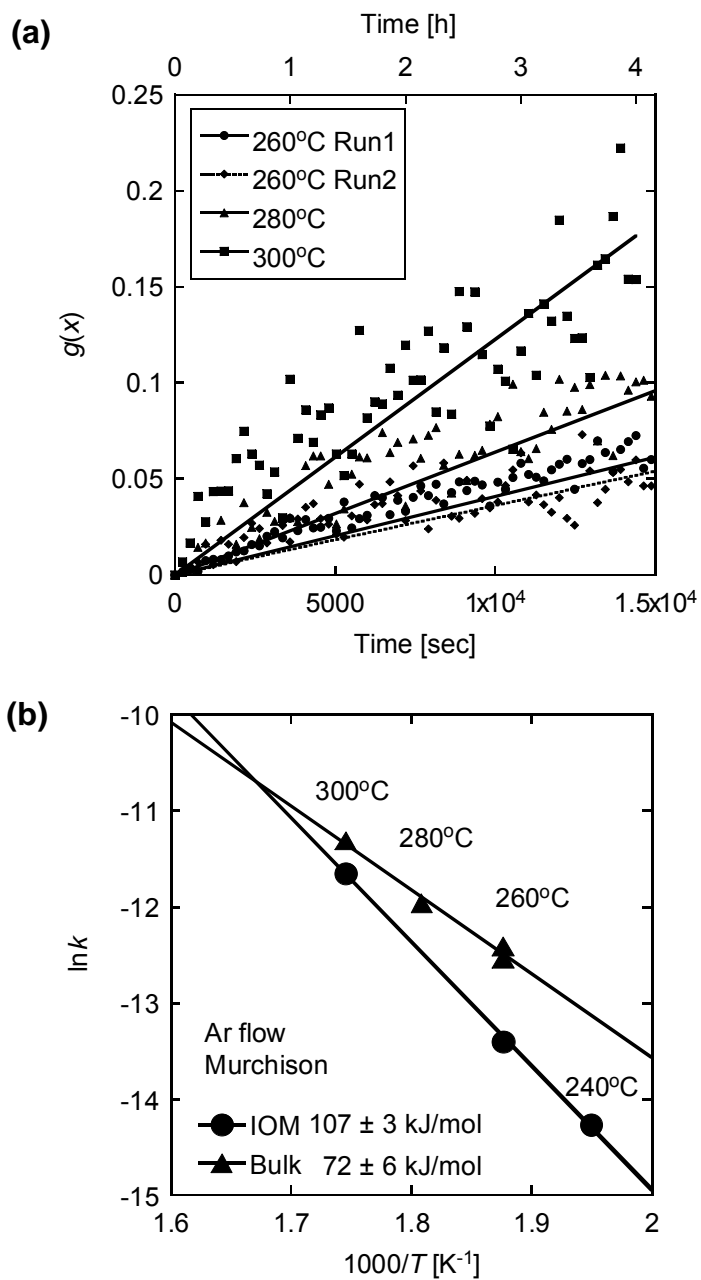 (a)
Time [h]
0 1 2 3 4
0.25
0.2
0.15
0.1
0.05
0
g(x)
260°C Run1
260°C Run2
280°C
300°C
0 5000 1x10⁴ 1.5x10⁴
Time [sec]
(b)
-10
-11
-12
-13
-14
-15
lnk
300°C
280°C
260°C
240°C
Ar flow
Murchison
IOM 107 ± 3 kJ/mol
Bulk 72 ± 6 kJ/mol
1.6 1.7 1.8 1.9 2
1000/T [K⁻¹]